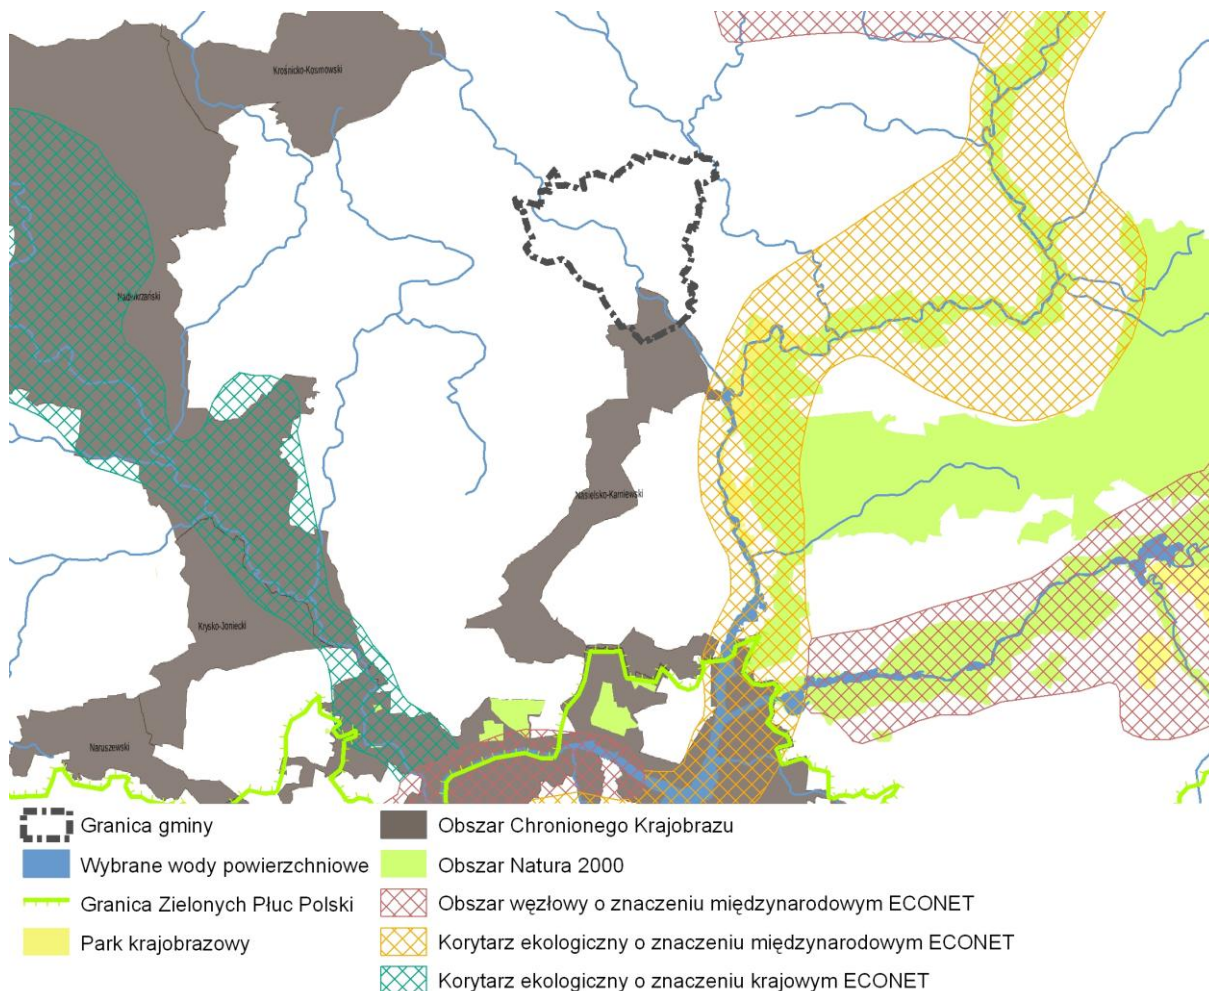 Krośnicko-Kosmowski
Nadwkrzański
Nasielsko-Karniewski
Krysko-Joniecki
Naruszewski
Granica gminy
Wybrane wody powierzchniowe
Granica Zielonych Płuc Polski
Park krajobrazowy
Obszar Chronionego Krajobrazu
Obszar Natura 2000
Obszar węzłowy o znaczeniu międzynarodowym ECONET
Korytarz ekologiczny o znaczeniu międzynarodowym ECONET
Korytarz ekologiczny o znaczeniu krajowym ECONET